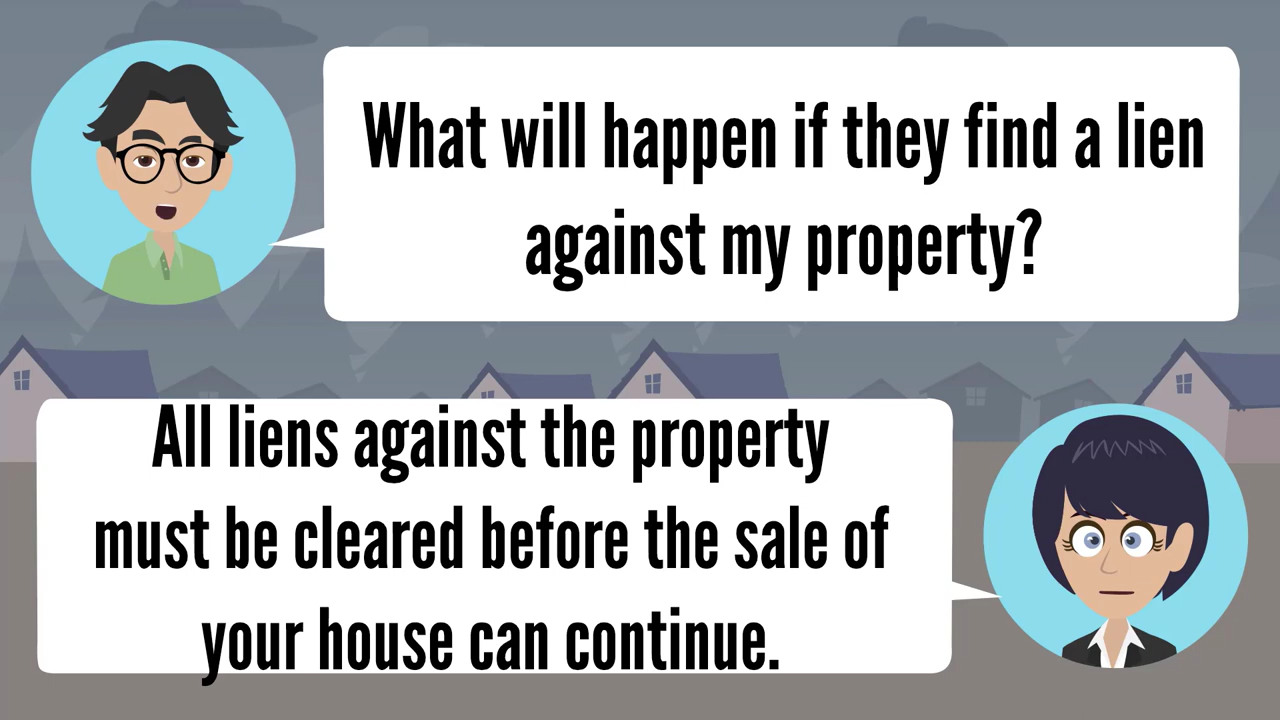 What will happen if they find a lien
against my property?
All liens against the property
must be cleared before the sale of
your house can continue.